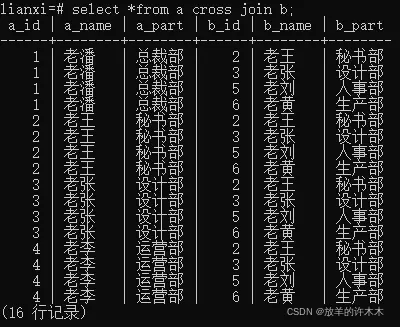 lianxi=# select *from a cross join b;
a_id | a_name | a_part | b_id | b_name | b_part
------+--------+--------+------+--------+--------
1 | 老潘 | 总裁部 | 2 | 老王 | 秘书部
1 | 老潘 | 总裁部 | 3 | 老张 | 设计部
1 | 老潘 | 总裁部 | 5 | 老刘 | 人事部
1 | 老潘 | 总裁部 | 6 | 老黄 | 生产部
2 | 老王 | 秘书部 | 2 | 老王 | 秘书部
2 | 老王 | 秘书部 | 3 | 老张 | 设计部
2 | 老王 | 秘书部 | 5 | 老刘 | 人事部
2 | 老王 | 秘书部 | 6 | 老黄 | 生产部
3 | 老张 | 设计部 | 2 | 老王 | 秘书部
3 | 老张 | 设计部 | 3 | 老张 | 设计部
3 | 老张 | 设计部 | 5 | 老刘 | 人事部
3 | 老张 | 设计部 | 6 | 老黄 | 生产部
4 | 老李 | 运营部 | 2 | 老王 | 秘书部
4 | 老李 | 运营部 | 3 | 老张 | 设计部
4 | 老李 | 运营部 | 5 | 老刘 | 人事部
4 | 老李 | 运营部 | 6 | 老黄 | 生产部
(16 行记录)
CSDN @放羊的许木木